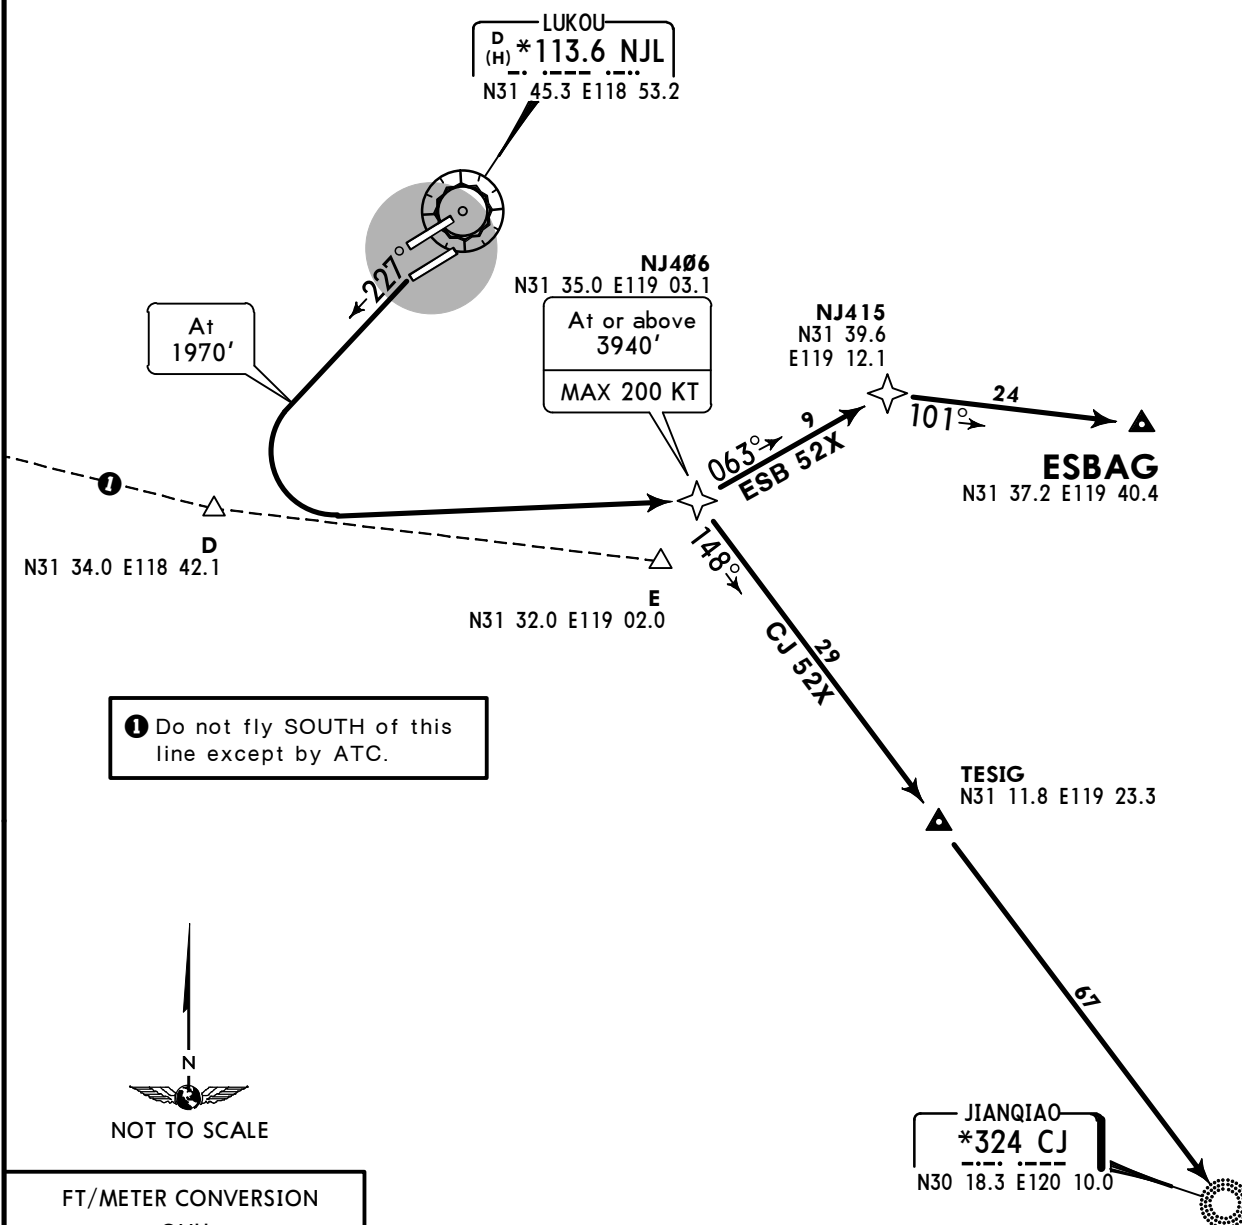 LUKOU
D
(H) *113.6 NJL
N31 45.3 E118 53.2
227°
NJ4Ø6
N31 35.0 E119 03.1
At or above
3940'
MAX 200 KT
At
1970'
NJ415
N31 39.6
E119 12.1
063°
9
ESB 52X
24
101°
ESBAG
N31 37.2 E119 40.4
1
D
N31 34.0 E118 42.1
E
N31 32.0 E119 02.0
148°
29
CJ 52X
1 Do not fly SOUTH of this
line except by ATC.
TESIG
N31 11.8 E119 23.3
67
N
NOT TO SCALE
JIANQIAO
*324 CJ
N30 18.3 E120 10.0
FT/METER CONVERSION